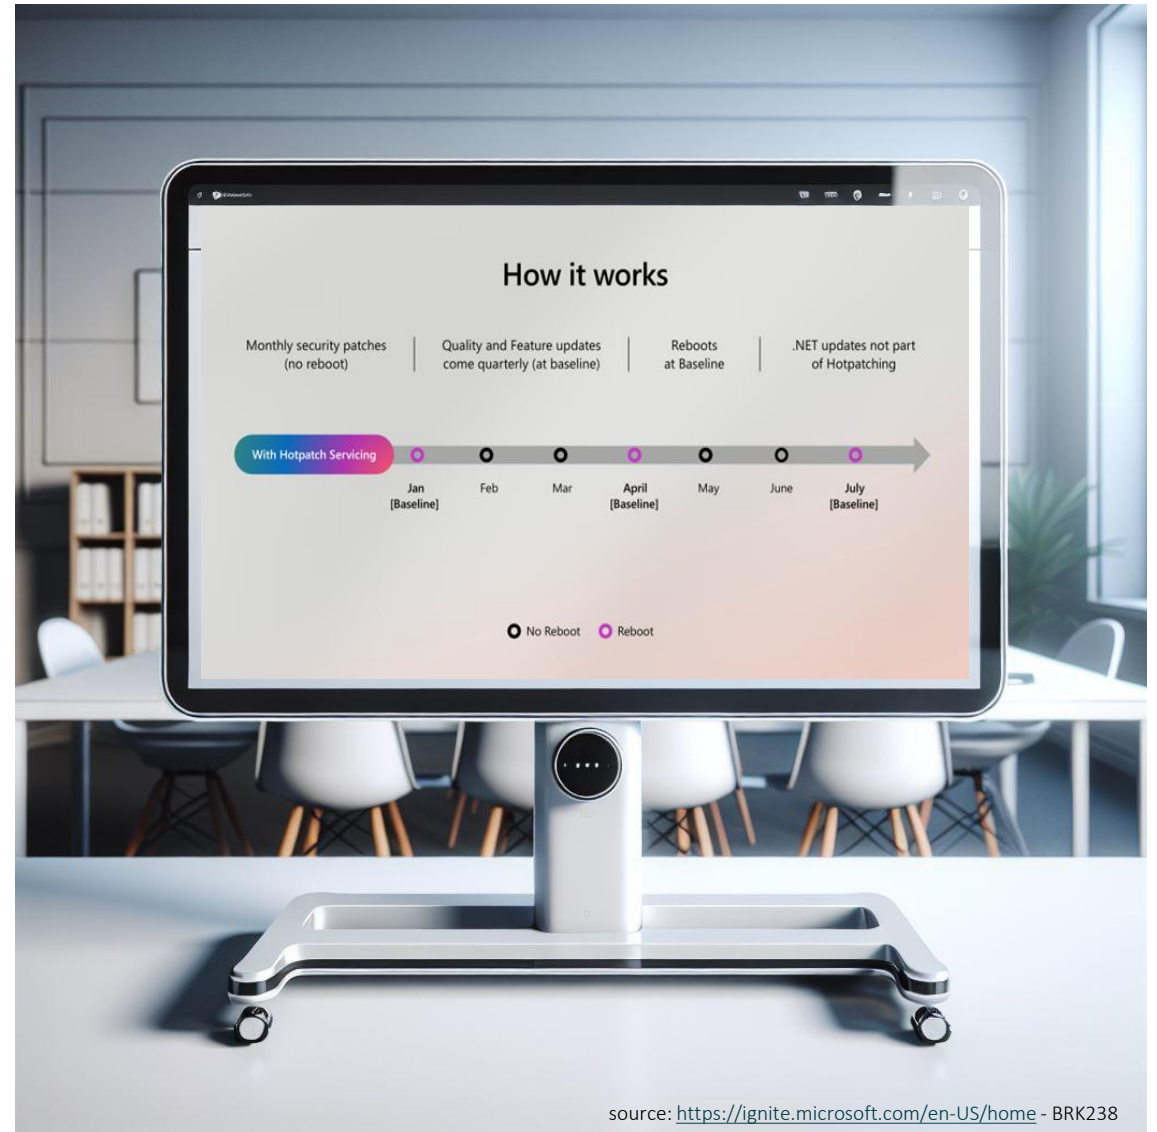 How it works
Monthly security patches
(no reboot)
Quality and Feature updates
come quarterly (at baseline)
Reboots
at Baseline
.NET updates not part
of Hotpatching
With Hotpatch Servicing
Jan
[Baseline]
Feb
Mar
April
[Baseline]
May
June
July
[Baseline]
No Reboot
Reboot
source: https://ignite.microsoft.com/en-US/home - BRK238